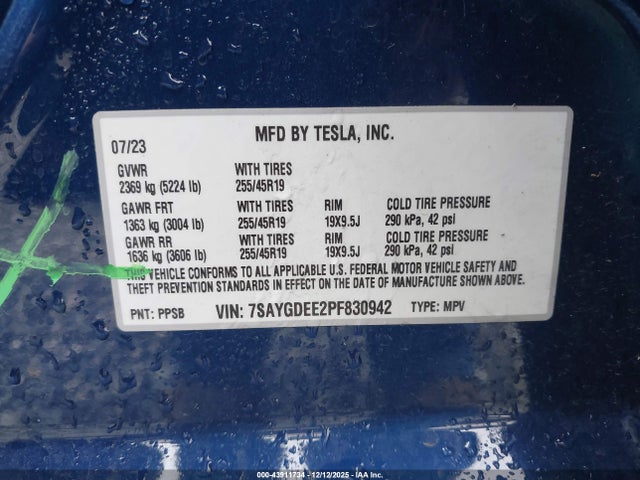 MFD BY TESLA, INC.
07/23
GVWR WITH TIRES
2369 kg (5224 lb) 255/45R19
GAWR FRT WITH TIRES RIM COLD TIRE PRESSURE
1363 kg (3004 lb) 255/45R19 19X9.5J 290 kPa, 42 psi
GAWR RR WITH TIRES RIM COLD TIRE PRESSURE
1636 kg (3606 lb) 255/45R19 19X9.5J 290 kPa, 42 psi
THIS VEHICLE CONFORMS TO ALL APPLICABLE U.S. FEDERAL MOTOR VEHICLE SAFETY AND
THEFT PREVENTION STANDARDS IN EFFECT ON THE DATE OF MANUFACTURE SHOWN ABOVE.
PNT: PPSB VIN: 7SAYGDEE2PF830942 TYPE: MPV
000-43911734 - 12/12/2025 - IAA Inc.